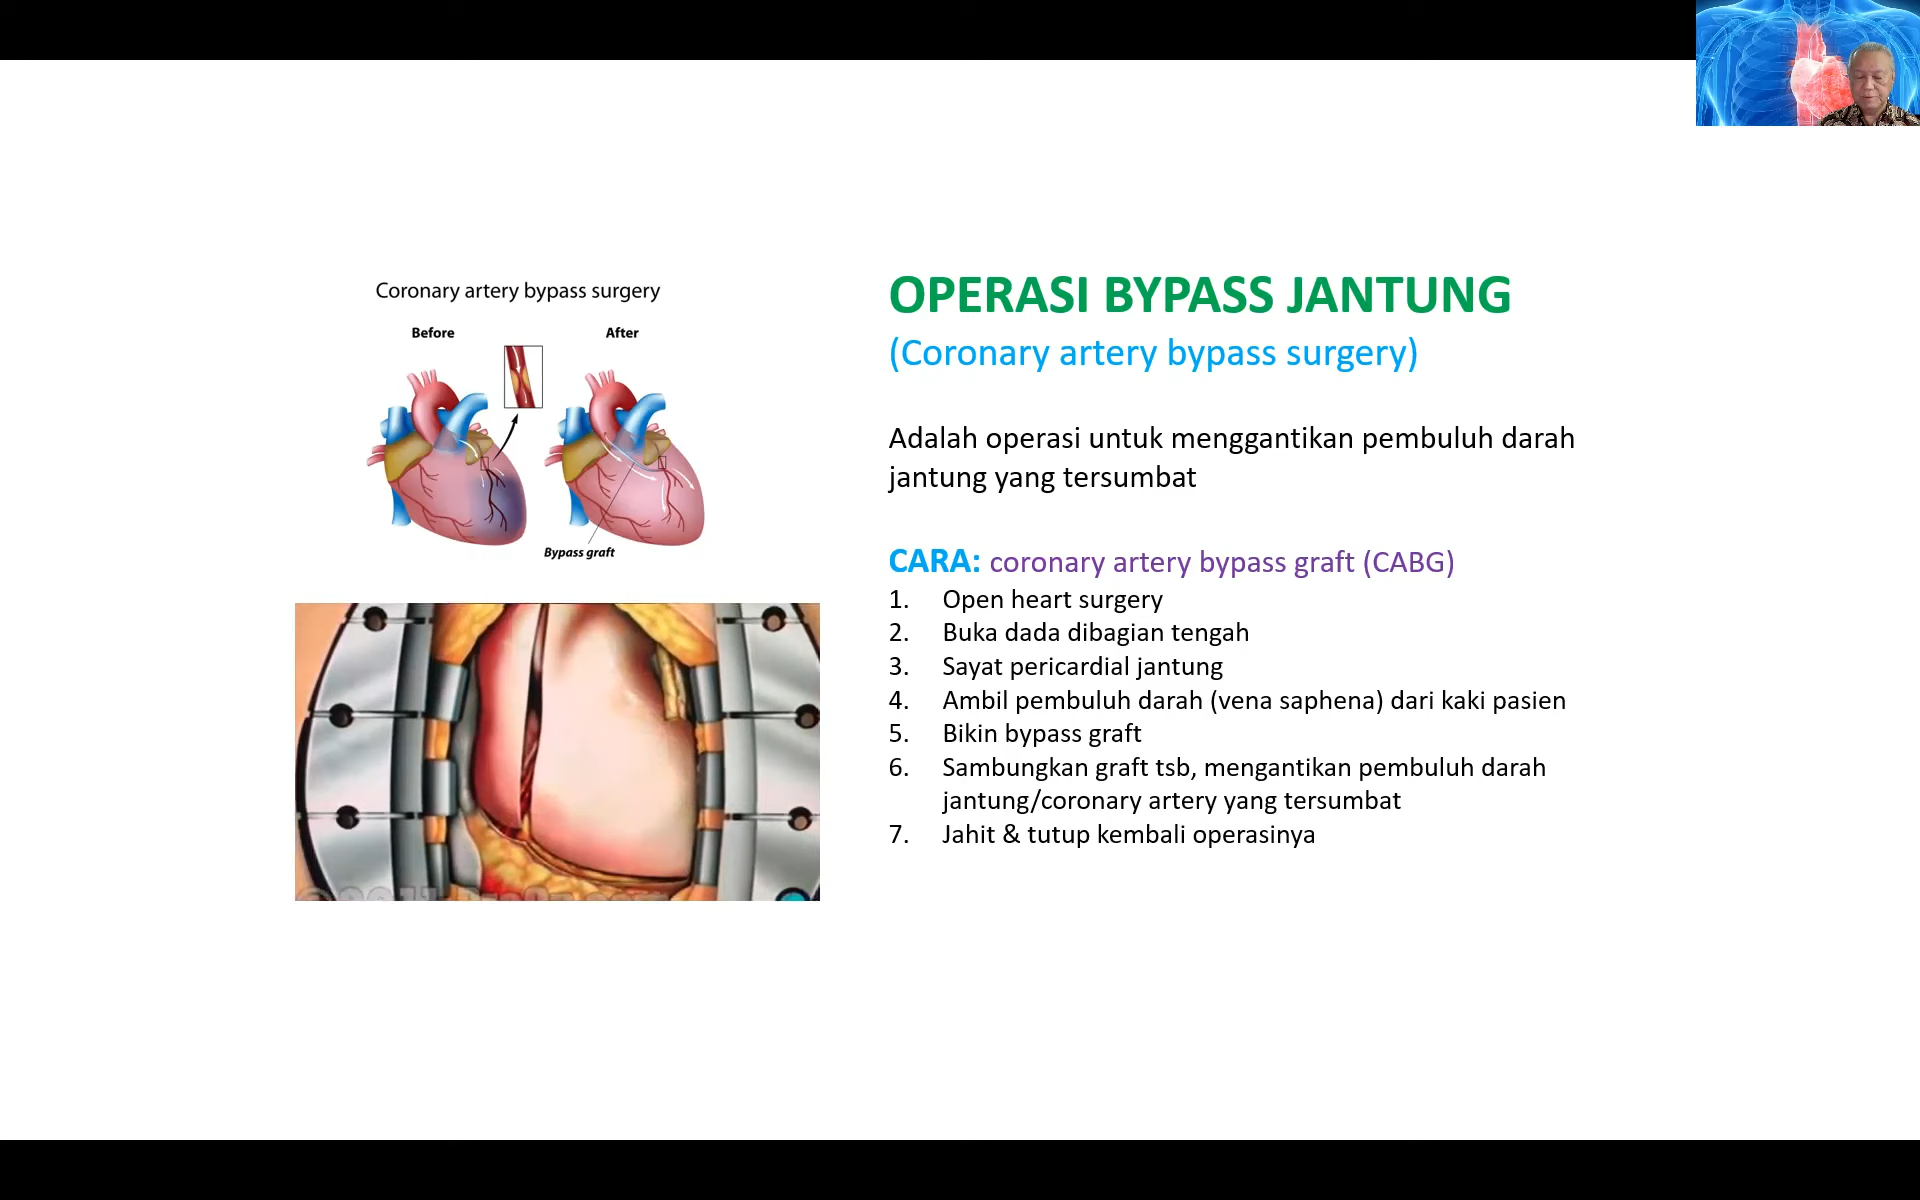 Coronary artery bypass surgery
Before
After
Bypass graft
OPERASI BYPASS JANTUNG
(Coronary artery bypass surgery)
Adalah operasi untuk menggantikan pembuluh darah
jantung yang tersumbat
CARA: coronary artery bypass graft (CABG)
1. Open heart surgery
2. Buka dada dibagian tengah
3. Sayat pericardial jantung
4. Ambil pembuluh darah (vena saphena) dari kaki pasien
5. Bikin bypass graft
6. Sambungkan graft tsb, mengantikan pembuluh darah
jantung/coronary artery yang tersumbat
7. Jahit & tutup kembali operasinya